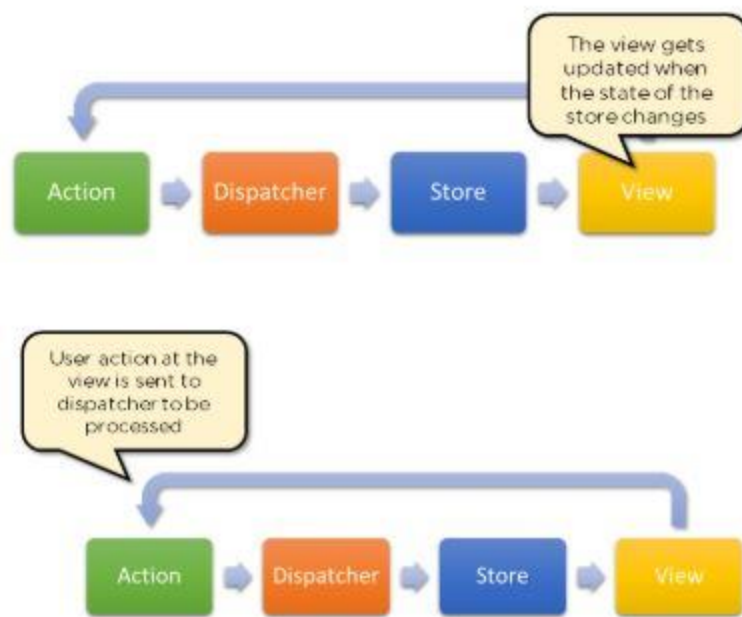 The view gets
updated when
the state of the
store changes
Action
Dispatcher
Store
View
User action at the
view is sent to
dispatcher to be
processed
Action
Dispatcher
Store
View